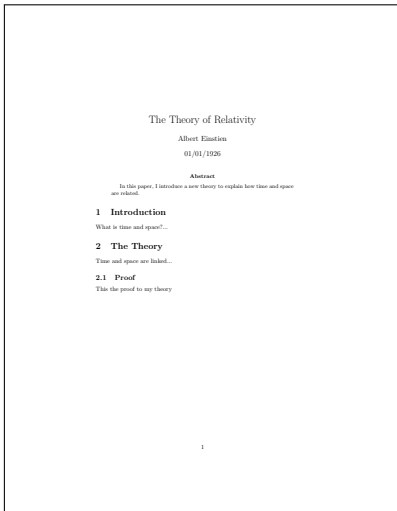 The Theory of Relativity
Albert Einstien
01/01/1926
Abstract
In this paper, I introduce a new theory to explain how time and space
are related.
1 Introduction
What is time and space?...
2 The Theory
Time and space are linked...
2.1 Proof
This the proof to my theory
1